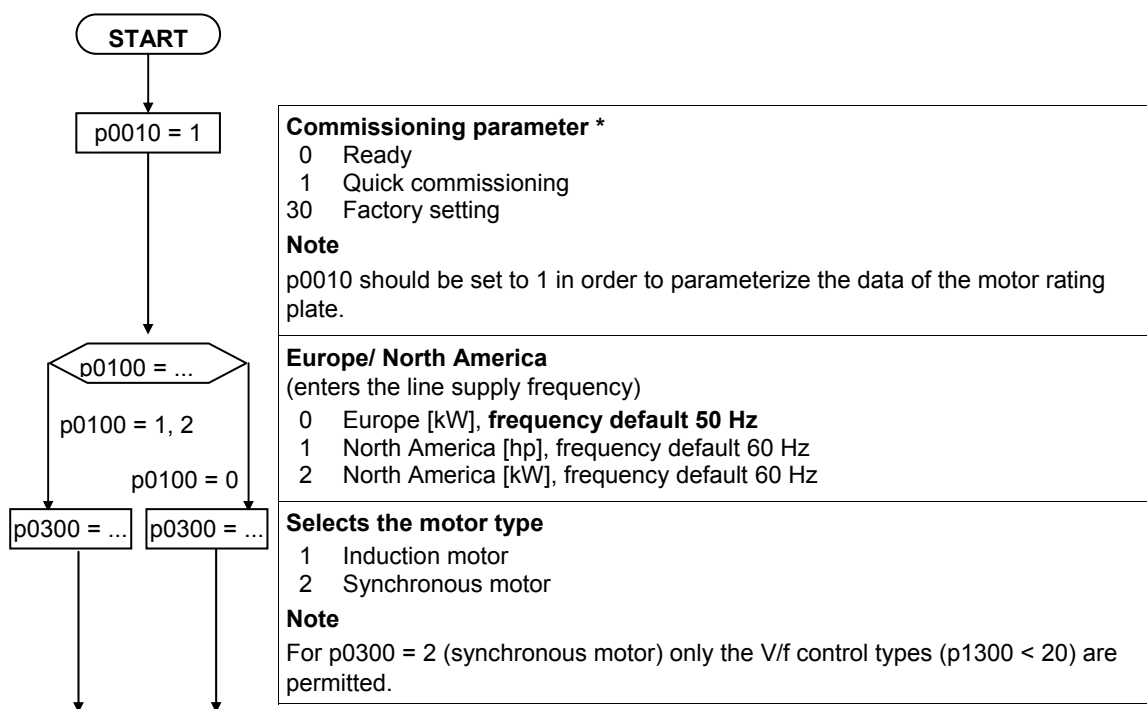 START
p0010 = 1
Commissioning parameter *
0 Ready
1 Quick commissioning
30 Factory setting
Note
p0010 should be set to 1 in order to parameterize the data of the motor rating
plate.
p0100 = ...
p0100 = 1, 2
p0100 = 0
Europe/ North America
(enters the line supply frequency)
0 Europe [kW], frequency default 50 Hz
1 North America [hp], frequency default 60 Hz
2 North America [kW], frequency default 60 Hz
p0300 = ...
p0300 = ...
Selects the motor type
1 Induction motor
2 Synchronous motor
Note
For p0300 = 2 (synchronous motor) only the V/f control types (p1300 < 20) are
permitted.